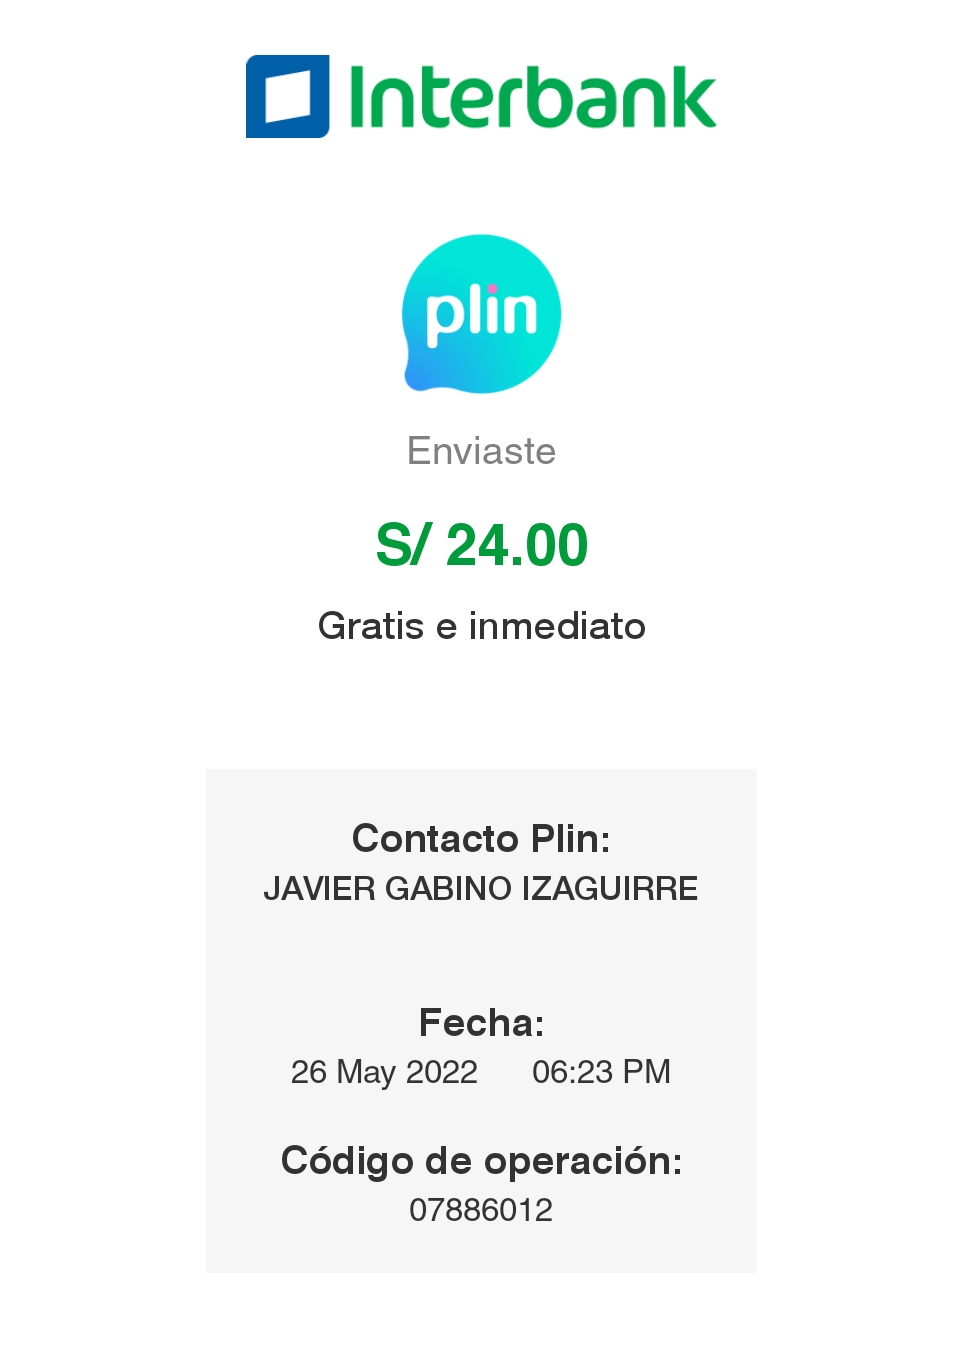 Interbank
plin
Enviaste
S/ 24.00
Gratis e inmediato
Contacto Plin:
JAVIER GABINO IZAGUIRRE
Fecha:
26 May 2022 06:23 PM
Código de operación:
07886012